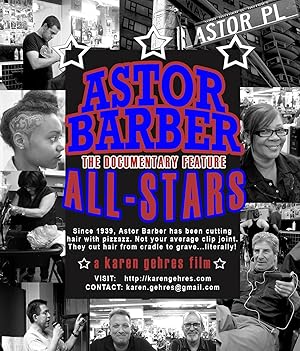 ASTOR PL
ASTOR
BARBER
THE DOCUMENTARY FEATURE
ALL-STARS
Since 1939, Astor Barber has been cutting
hair with pizzazz. Not your average clip joint.
They cut hair from cradle to grave...literally!
a karen gehres film
VISIT: http://karengehres.com
CONTACT: karen.gehres@gmail.com